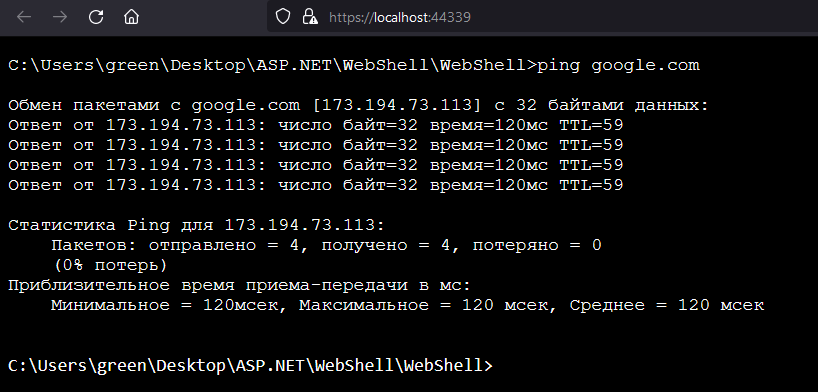 https://localhost:44339
C:\Users\green\Desktop\ASP.NET\WebShell\WebShell>ping google.com
Обмен пакетами с google.com [173.194.73.113] с 32 байтами данных:
Ответ от 173.194.73.113: число байт=32 время=120мс TTL=59
Ответ от 173.194.73.113: число байт=32 время=120мс TTL=59
Ответ от 173.194.73.113: число байт=32 время=120мс TTL=59
Ответ от 173.194.73.113: число байт=32 время=120мс TTL=59
Статистика Ping для 173.194.73.113:
Пакетов: отправлено = 4, получено = 4, потеряно = 0
(0% потерь)
Приблизительное время приема-передачи в мс:
Минимальное = 120мсек, Максимальное = 120 мсек, Среднее = 120 мсек
C:\Users\green\Desktop\ASP.NET\WebShell\WebShell>